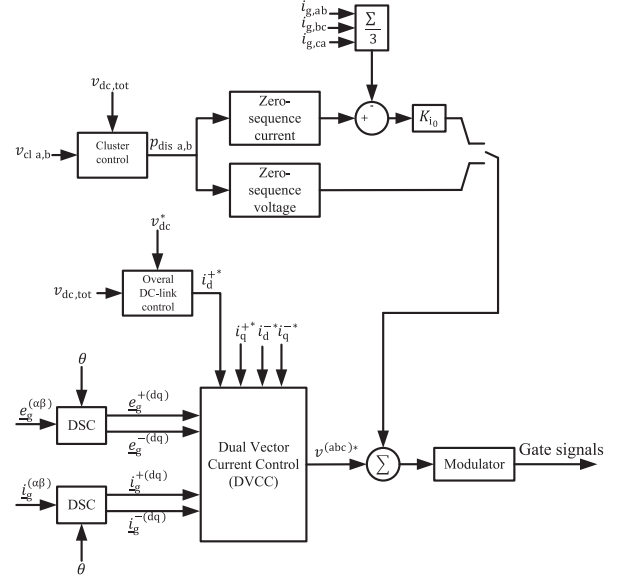 i_g,ab
i_g,bc
i_g,ca
Σ
3
v_dc,tot
Zero-
sequence
current
+
-
K_i0
v_cl a,b
Cluster
control
p_dis a,b
Zero-
sequence
voltage
v_dc^*
v_dc,tot
Overal
DC-link
control
i_d^+*
i_q^+* i_d^-* i_q^-*
θ
e_g^(αβ)
DSC
e_g^+(dq)
e_g^-(dq)
Dual Vector
Current Control
(DVCC)
v^(abc)*
Σ
Modulator
Gate signals
i_g^(αβ)
DSC
i_g^+(dq)
i_g^-(dq)
θ